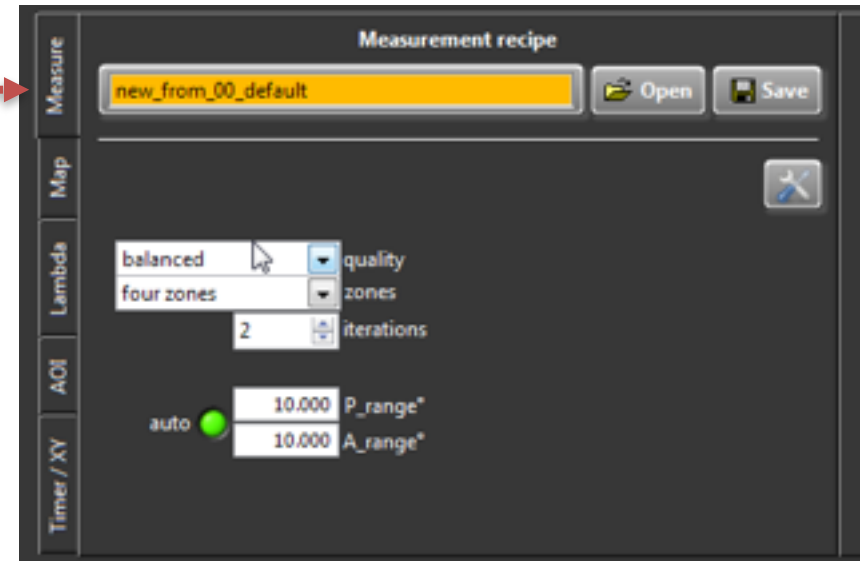 Measurement recipe
new_from_00_default
Open
Save
Measure
Map
Lambda
AOI
Timer / XY
balanced
quality
four zones
zones
2
iterations
auto
10.000
P_range°
10.000
A_range°